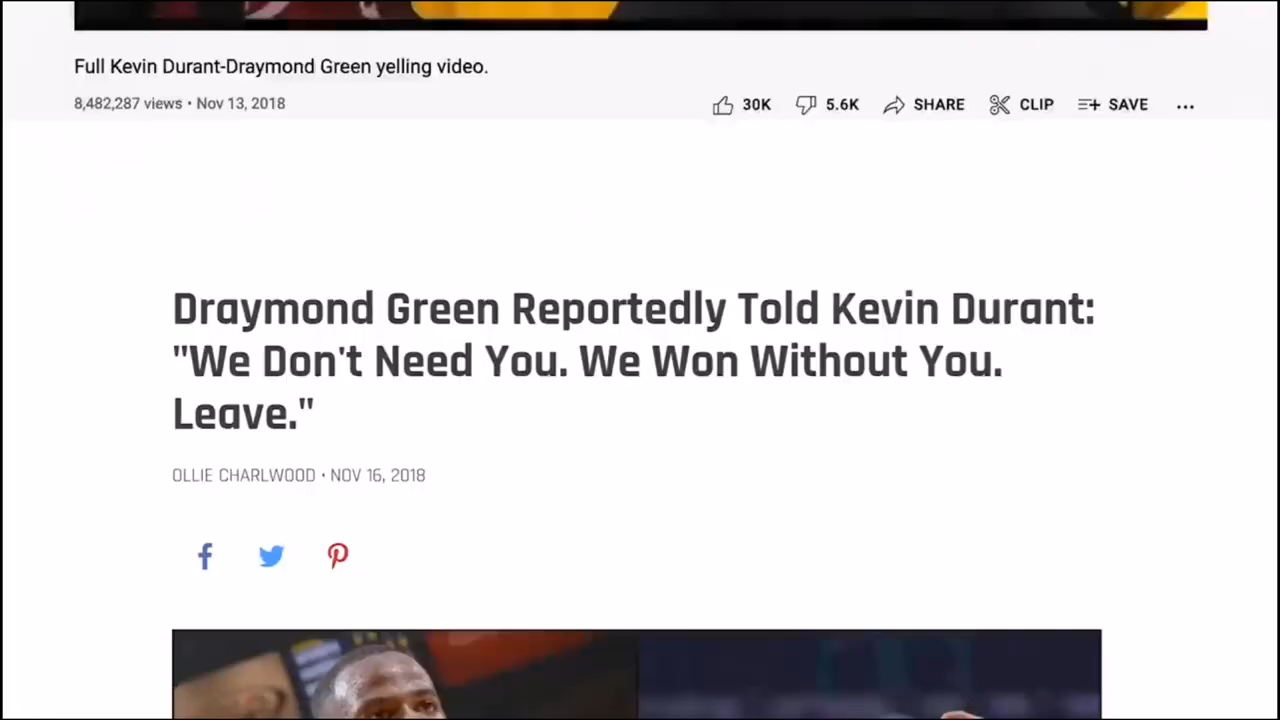 Full Kevin Durant-Draymond Green yelling video.
8,482,287 views • Nov 13, 2018
30K 5.6K SHARE CLIP SAVE ...
Draymond Green Reportedly Told Kevin Durant:
"We Don't Need You. We Won Without You.
Leave."
OLLIE CHARLWOOD • NOV 16, 2018